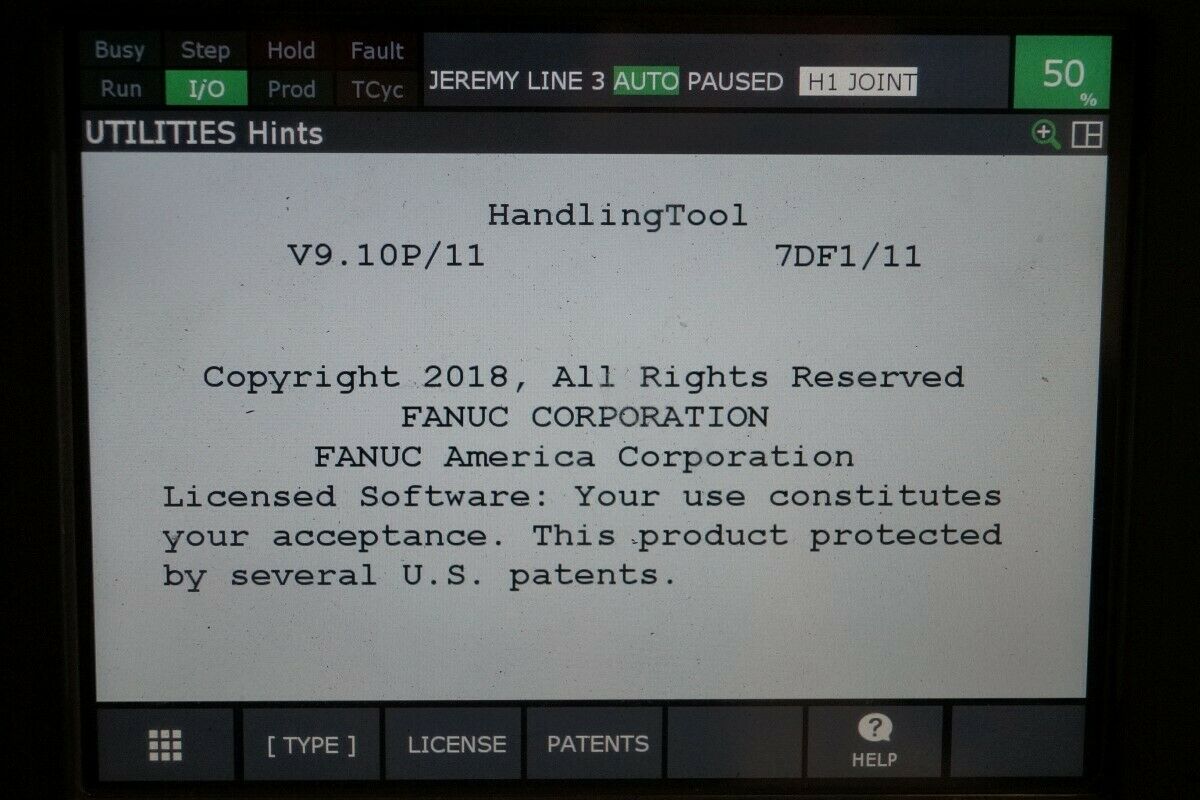 Busy Step Hold Fault
Run I/O Prod TCyc
JEREMY LINE 3 AUTO PAUSED H1 JOINT
50 %
UTILITIES Hints
HandlingTool
V9.10P/11 7DF1/11
Copyright 2018, All Rights Reserved
FANUC CORPORATION
FANUC America Corporation
Licensed Software: Your use constitutes
your acceptance. This product protected
by several U.S. patents.
[ TYPE ] LICENSE PATENTS ? HELP